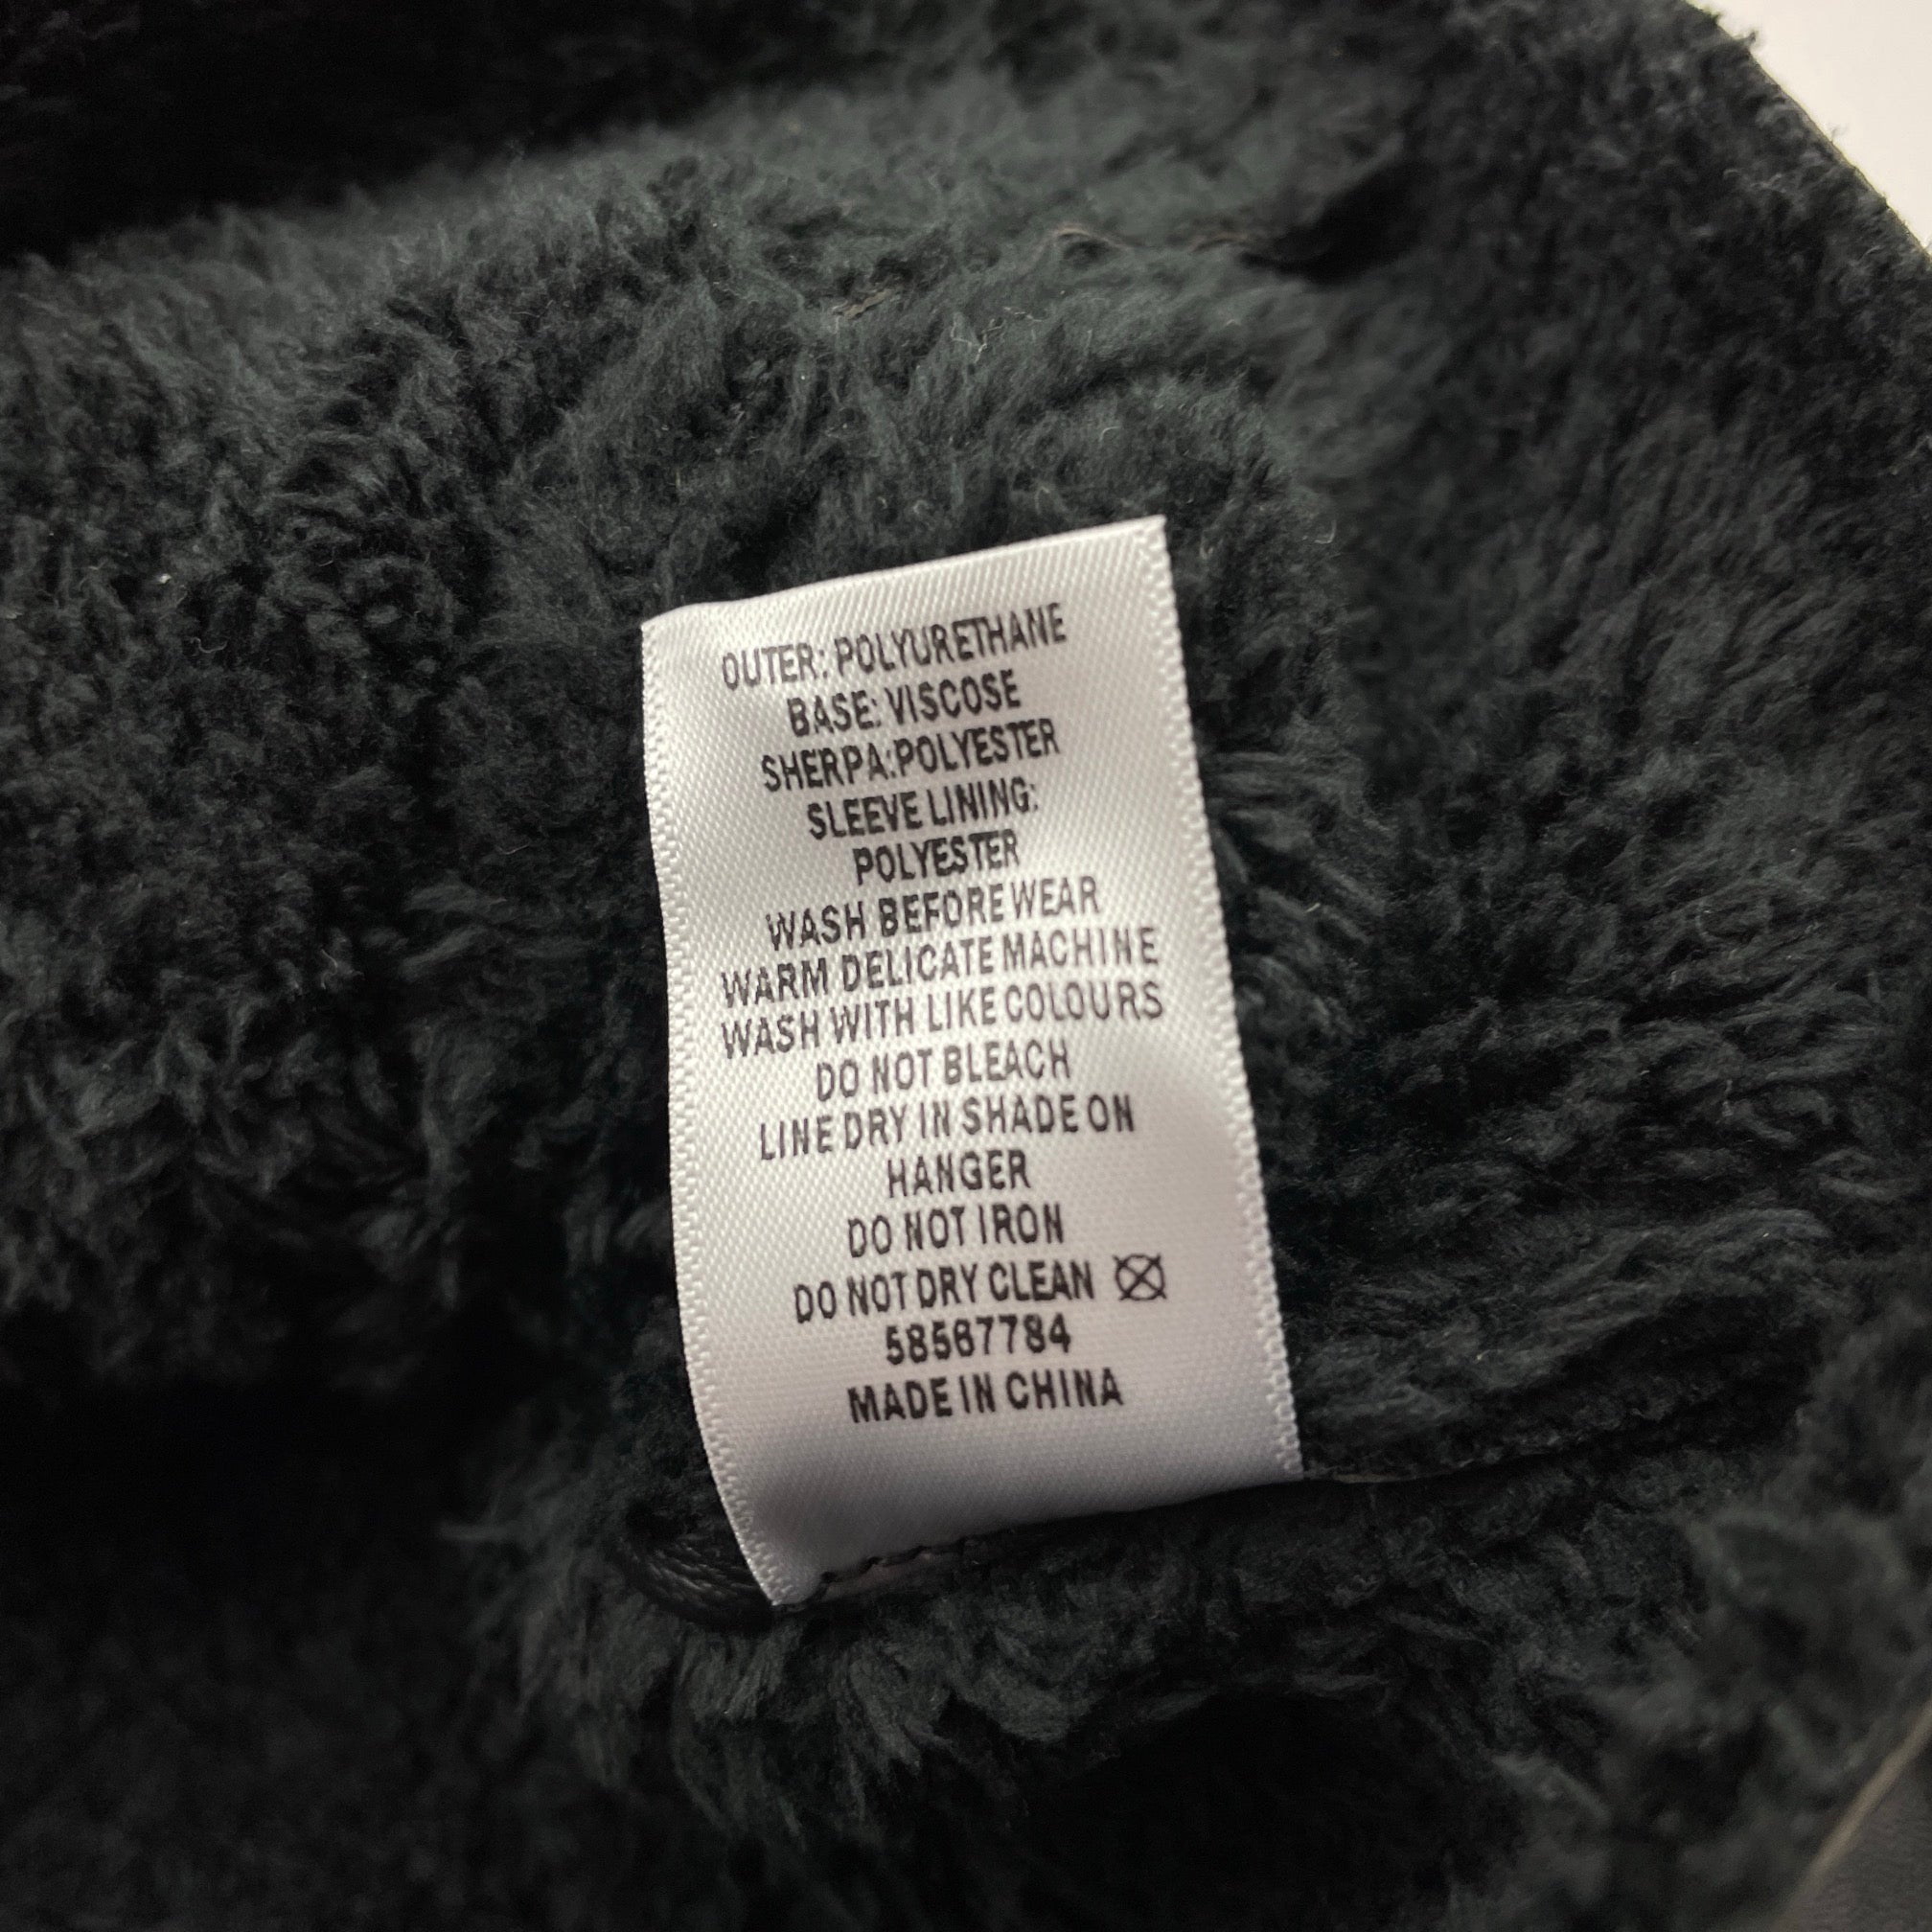 OUTER: POLYURETHANE
BASE: VISCOSE
SHERPA:POLYESTER
SLEEVE LINING:
POLYESTER
WASH BEFORE WEAR
WARM DELICATE MACHINE
WASH WITH LIKE COLOURS
DO NOT BLEACH
LINE DRY IN SHADE ON
HANGER
DO NOT IRON
DO NOT DRY CLEAN
58567784
MADE IN CHINA